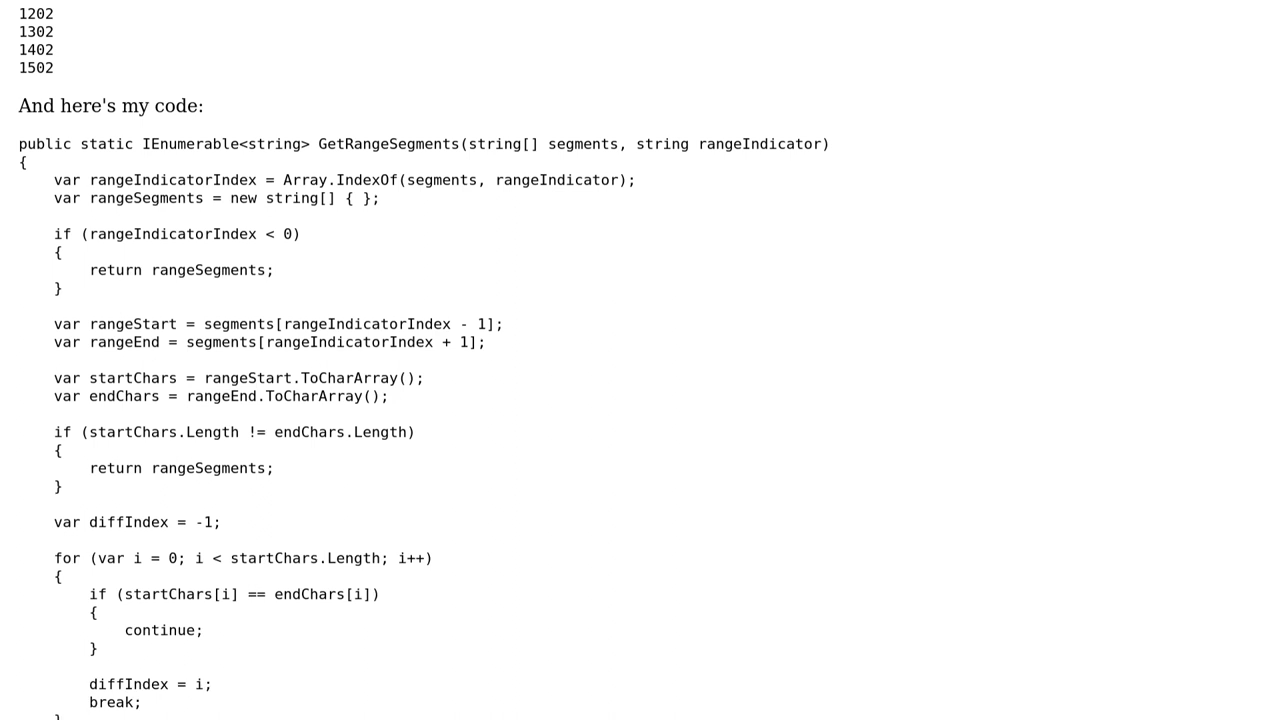 1202
1302
1402
1502
And here's my code:
public static IEnumerable<string> GetRangeSegments(string[] segments, string rangeIndicator)
{
    var rangeIndicatorIndex = Array.IndexOf(segments, rangeIndicator);
    var rangeSegments = new string[] { };

    if (rangeIndicatorIndex < 0)
    {
        return rangeSegments;
    }

    var rangeStart = segments[rangeIndicatorIndex - 1];
    var rangeEnd = segments[rangeIndicatorIndex + 1];

    var startChars = rangeStart.ToCharArray();
    var endChars = rangeEnd.ToCharArray();

    if (startChars.Length != endChars.Length)
    {
        return rangeSegments;
    }

    var diffIndex = -1;

    for (var i = 0; i < startChars.Length; i++)
    {
        if (startChars[i] == endChars[i])
        {
            continue;
        }

        diffIndex = i;
        break;
    }